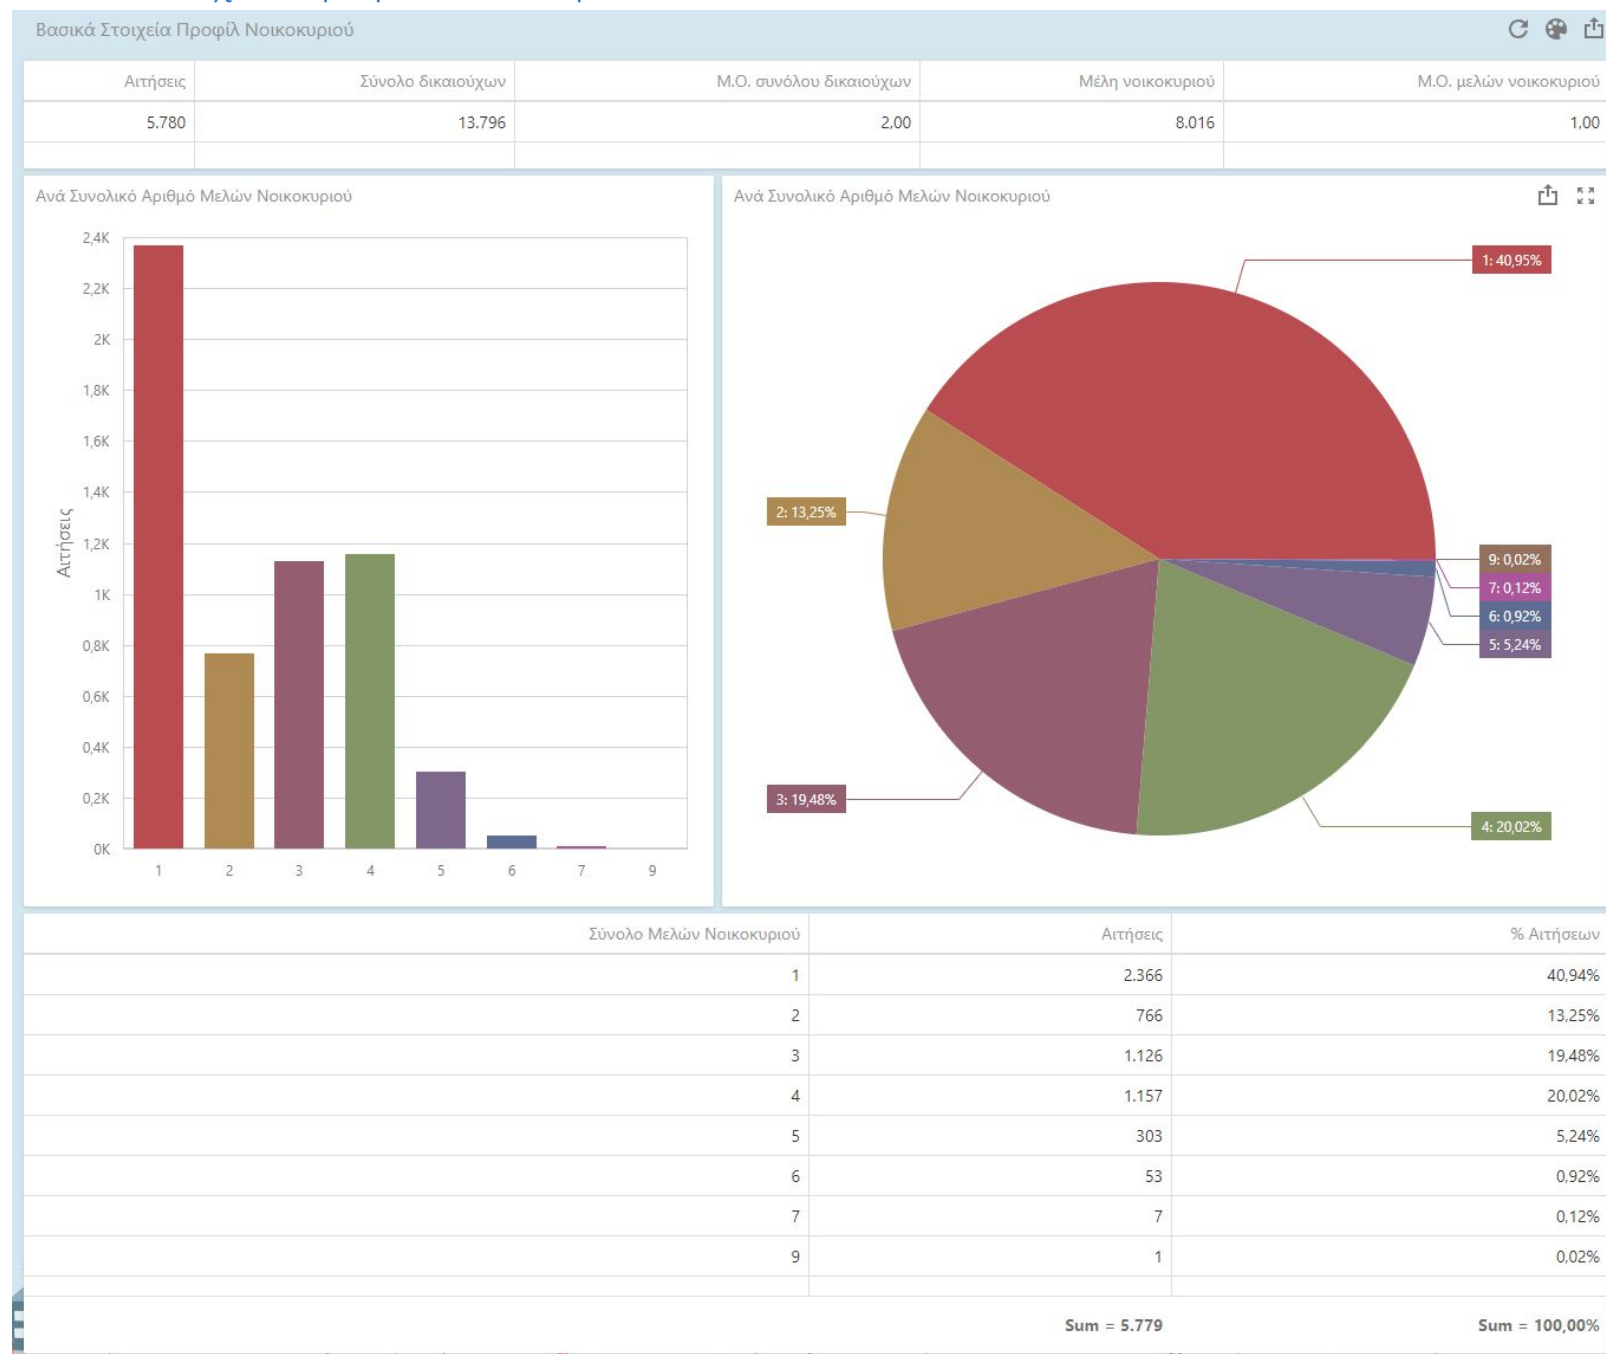 Βασικά Στοιχεία Προφίλ Νοικοκυριού
Αιτήσεις Σύνολο δικαιούχων Μ.Ο. συνόλου δικαιούχων Μέλη νοικοκυριού Μ.Ο. μελών νοικοκυριού
5.780 13.796 2,00 8.016 1,00
Ανά Συνολικό Αριθμό Μελών Νοικοκυριού
2,4K
2,2K
2K
1,8K
1,6K
1,4K
1,2K
1K
0,8K
0,6K
0,4K
0,2K
0K
Αιτήσεις
1 2 3 4 5 6 7 9
Ανά Συνολικό Αριθμό Μελών Νοικοκυριού
1: 40,95%
2: 13,25%
9: 0,02%
7: 0,12%
6: 0,92%
5: 5,24%
3: 19,48%
4: 20,02%
Σύνολο Μελών Νοικοκυριού Αιτήσεις % Αιτήσεων
1 2.366 40,94%
2 766 13,25%
3 1.126 19,48%
4 1.157 20,02%
5 303 5,24%
6 53 0,92%
7 7 0,12%
9 1 0,02%
Sum = 5.779 Sum = 100,00%